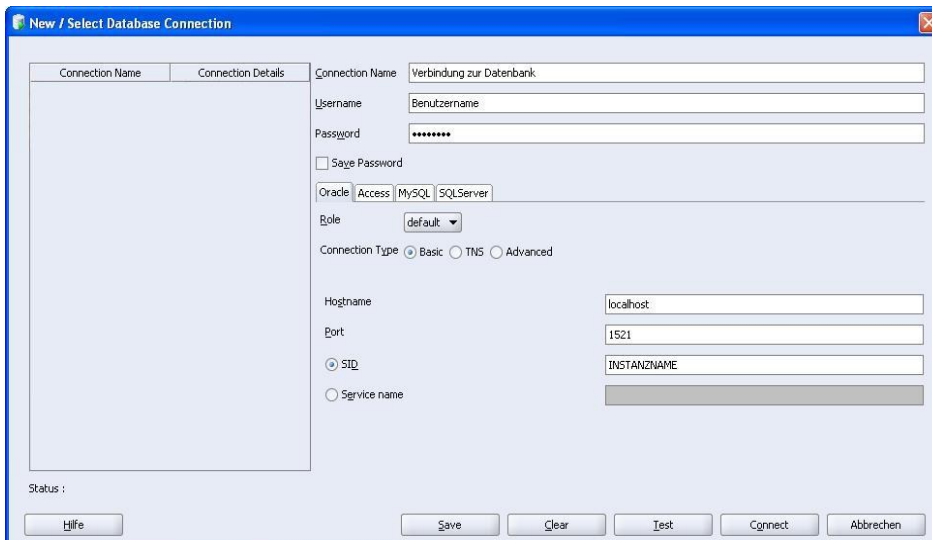 New / Select Database Connection
Connection Name Connection Details
Connection Name Verbindung zur Datenbank
Username Benutzername
Password ••••••••
Save Password
Oracle Access MySQL SQLServer
Role default
Connection Type Basic TNS Advanced
Hostname localhost
Port 1521
SID INSTANZNAME
Service name
Status :
Hilfe Save Clear Test Connect Abbrechen